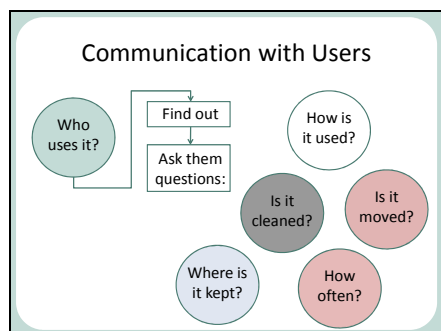 Communication with Users
Who
uses it?
Find out
Ask them
questions:
How is
it used?
Is it
cleaned?
Is it
moved?
Where is
it kept?
How
often?